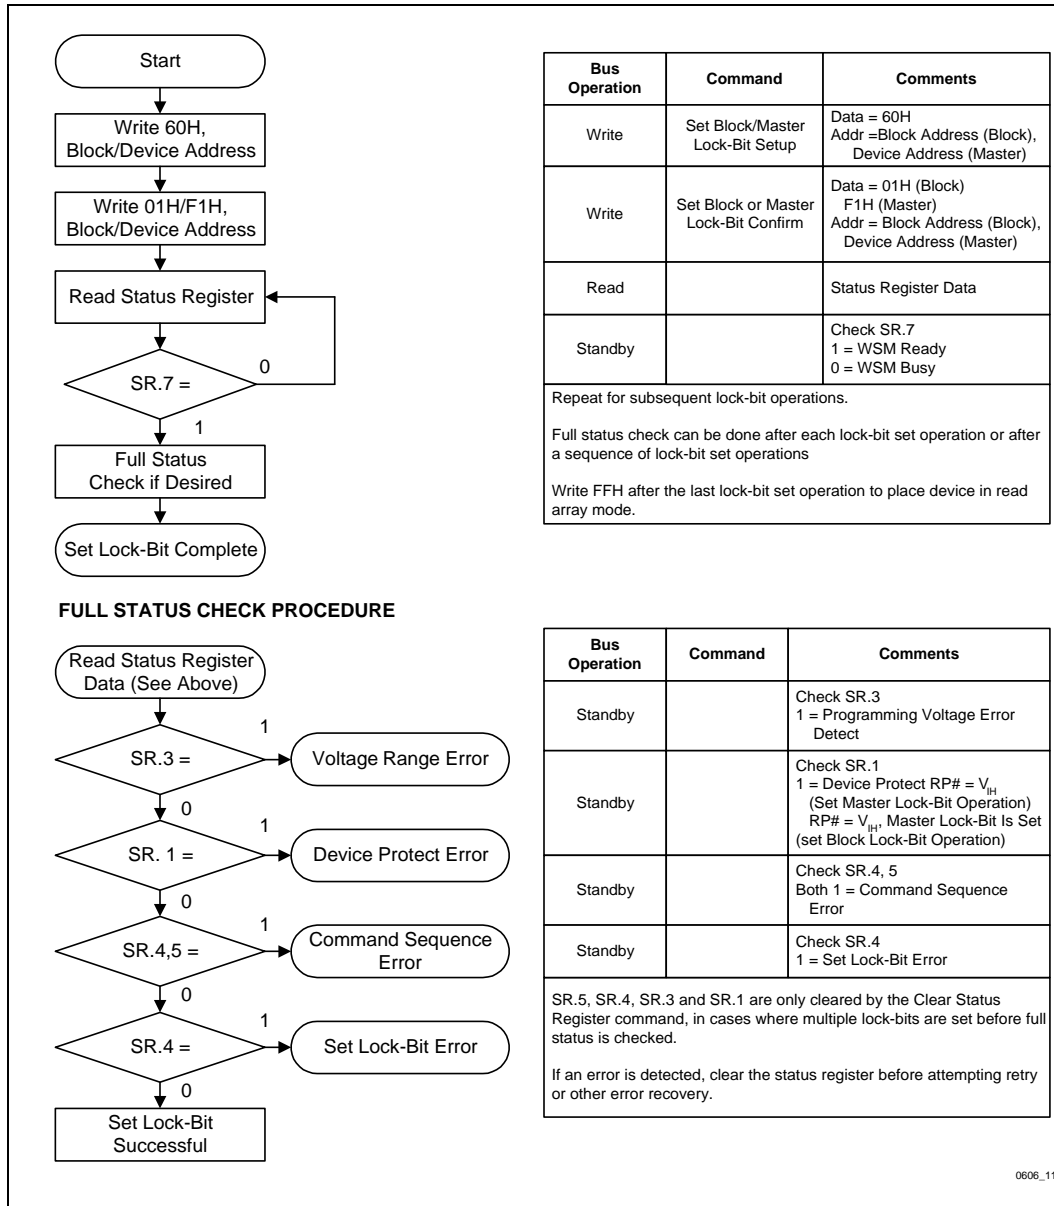 Start
Write 60H,
Block/Device Address
Write 01H/F1H,
Block/Device Address
Read Status Register
SR.7 =
0
1
Full Status
Check if Desired
Set Lock-Bit Complete
Bus
Operation
Command
Comments
Write
Set Block/Master
Lock-Bit Setup
Data = 60H
Addr =Block Address (Block),
Device Address (Master)
Write
Set Block or Master
Lock-Bit Confirm
Data = 01H (Block)
F1H (Master)
Addr = Block Address (Block),
Device Address (Master)
Read
Status Register Data
Standby
Check SR.7
1 = WSM Ready
0 = WSM Busy
Repeat for subsequent lock-bit operations.
Full status check can be done after each lock-bit set operation or after
a sequence of lock-bit set operations
Write FFH after the last lock-bit set operation to place device in read
array mode.
FULL STATUS CHECK PROCEDURE
Read Status Register
Data (See Above)
SR.3 =
1
Voltage Range Error
0
SR. 1 =
1
Device Protect Error
0
SR.4,5 =
1
Command Sequence
Error
0
SR.4 =
1
Set Lock-Bit Error
0
Set Lock-Bit
Successful
Bus
Operation
Command
Comments
Standby
Check SR.3
1 = Programming Voltage Error
Detect
Standby
Check SR.1
1 = Device Protect RP# = VIH
(Set Master Lock-Bit Operation)
RP# = VIH, Master Lock-Bit Is Set
(set Block Lock-Bit Operation)
Standby
Check SR.4, 5
Both 1 = Command Sequence
Error
Standby
Check SR.4
1 = Set Lock-Bit Error
SR.5, SR.4, SR.3 and SR.1 are only cleared by the Clear Status
Register command, in cases where multiple lock-bits are set before full
status is checked.
If an error is detected, clear the status register before attempting retry
or other error recovery.
0606_11